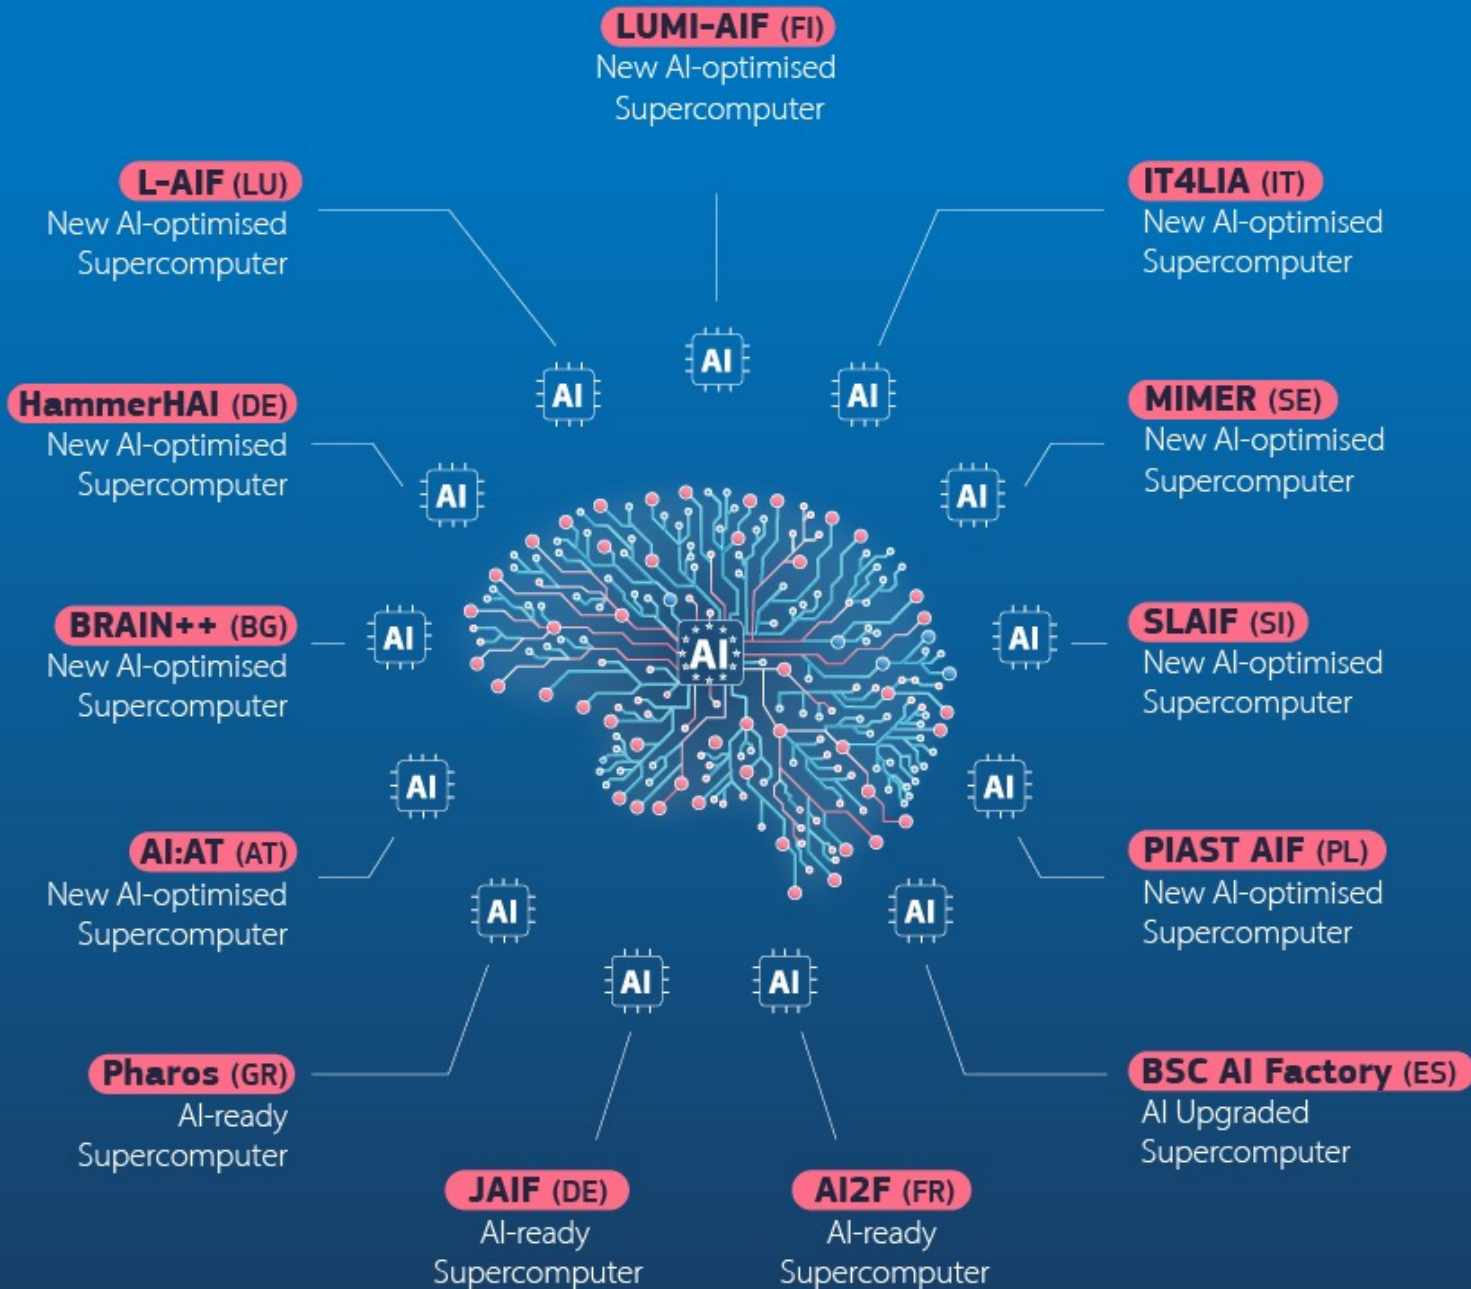 LUMI-AIF (FI)
New AI-optimised
Supercomputer
L-AIF (LU)
New AI-optimised
Supercomputer
IT4LIA (IT)
New AI-optimised
Supercomputer
AI
AI
AI
HammerHAI (DE)
New AI-optimised
Supercomputer
MIMER (SE)
New AI-optimised
Supercomputer
AI
AI
BRAIN++ (BG)
New AI-optimised
Supercomputer
AI
AI
AI
SLAIF (SI)
New AI-optimised
Supercomputer
AI
AI
AI:AT (AT)
New AI-optimised
Supercomputer
PIAST AIF (PL)
New AI-optimised
Supercomputer
AI
AI
AI
AI
Pharos (GR)
AI-ready
Supercomputer
BSC AI Factory (ES)
AI Upgraded
Supercomputer
JAIF (DE)
AI-ready
Supercomputer
AI2F (FR)
AI-ready
Supercomputer